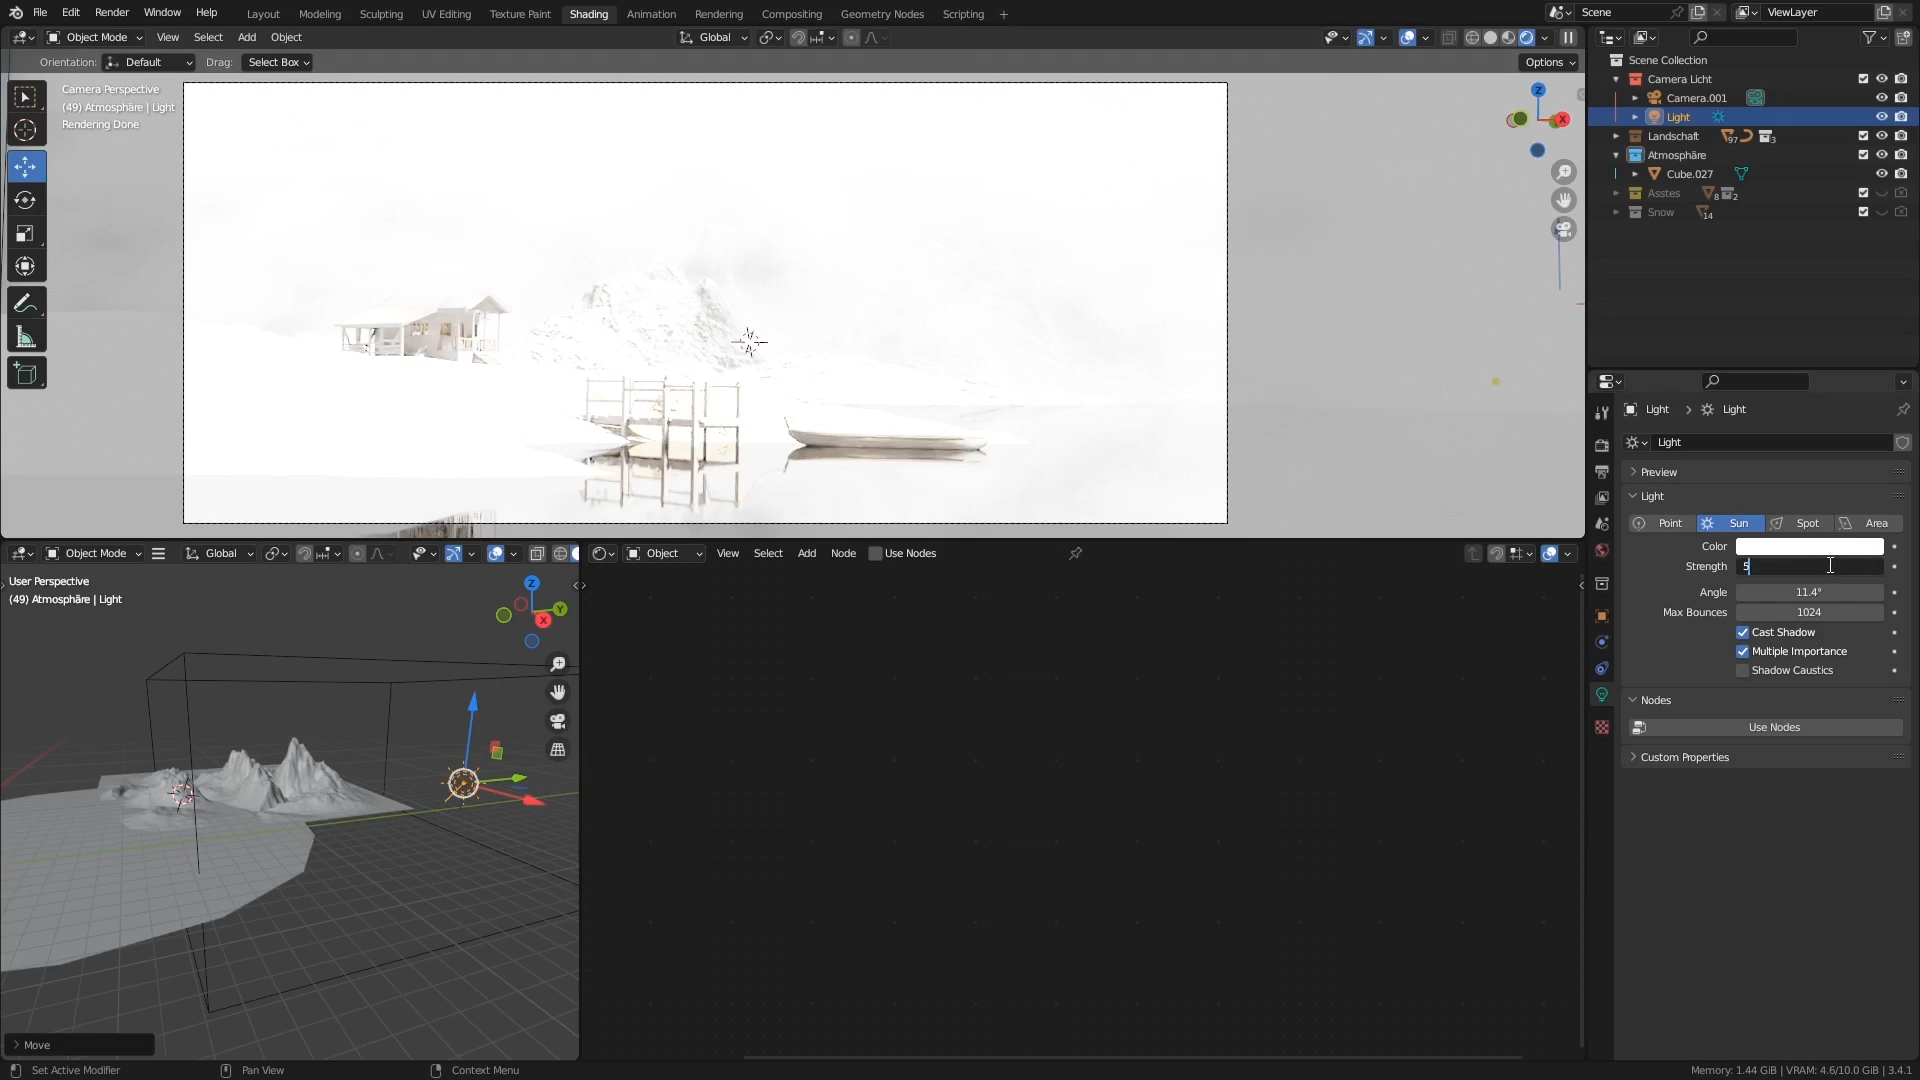 File Edit Render Window Help Layout Modeling Sculpting UV Editing Texture Paint Shading Animation Rendering Compositing Geometry Nodes Scripting + Scene ViewLayer
Object Mode View Select Add Object Global
Orientation: Default Drag: Select Box Options
Camera Perspective
(49) Atmosphäre | Light
Rendering Done
Z
X
Scene Collection
Camera Licht
Camera.001
Light
Landschaft 97 3
Atmosphäre
Cube.027
Asstes 8 2
Snow 14
Object Mode Global
User Perspective
(49) Atmosphäre | Light
Z
Y
X
Move
Object View Select Add Node Use Nodes
Light > Light
Light
Preview
Light
Point Sun Spot Area
Color
Strength 5
Angle 11.4°
Max Bounces 1024
Cast Shadow
Multiple Importance
Shadow Caustics
Nodes
Use Nodes
Custom Properties
Set Active Modifier Pan View Context Menu Memory: 1.44 GiB | VRAM: 4.6/10.0 GiB | 3.4.1